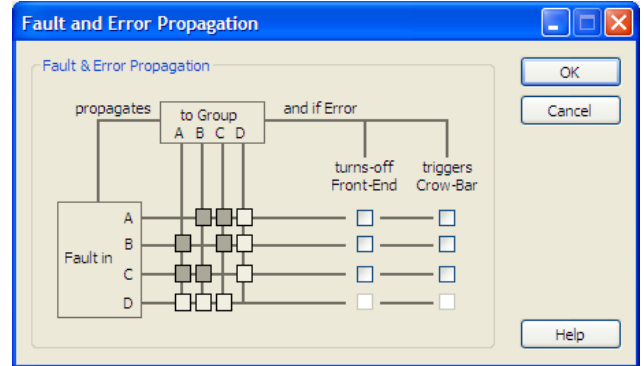 Fault and Error Propagation
Fault & Error Propagation
propagates
to Group
and if Error
A B C D
turns-off
Front-End
triggers
Crow-Bar
Fault in
A
B
C
D
OK
Cancel
Help